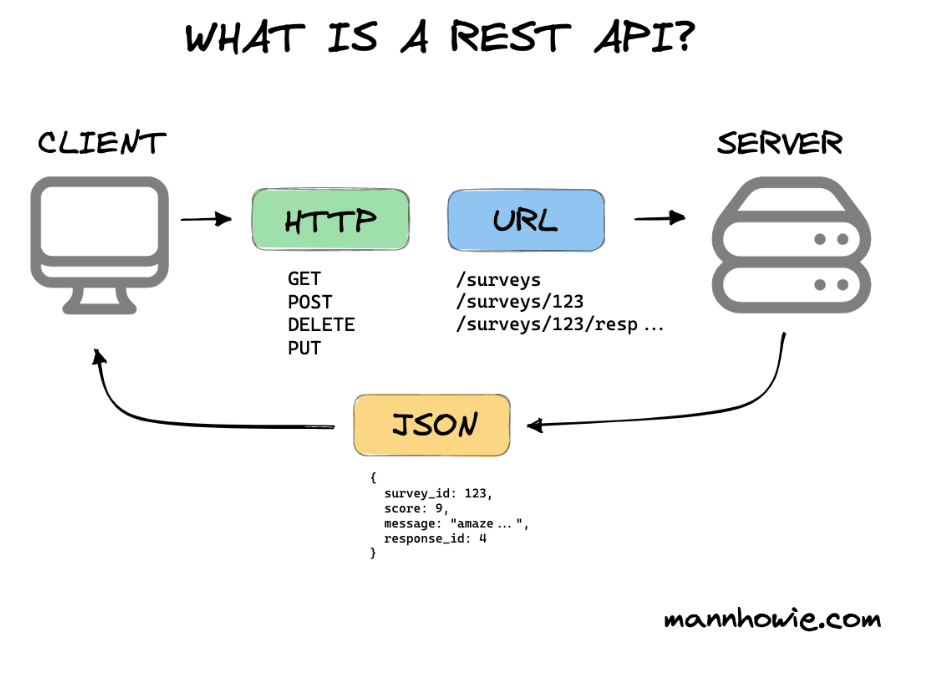 WHAT IS A REST API?
CLIENT
SERVER
HTTP
URL
GET
POST
DELETE
PUT
/surveys
/surveys/123
/surveys/123/resp...
JSON
{
survey_id: 123,
score: 9,
message: "amaze...",
response_id: 4
}
mannhowie.com